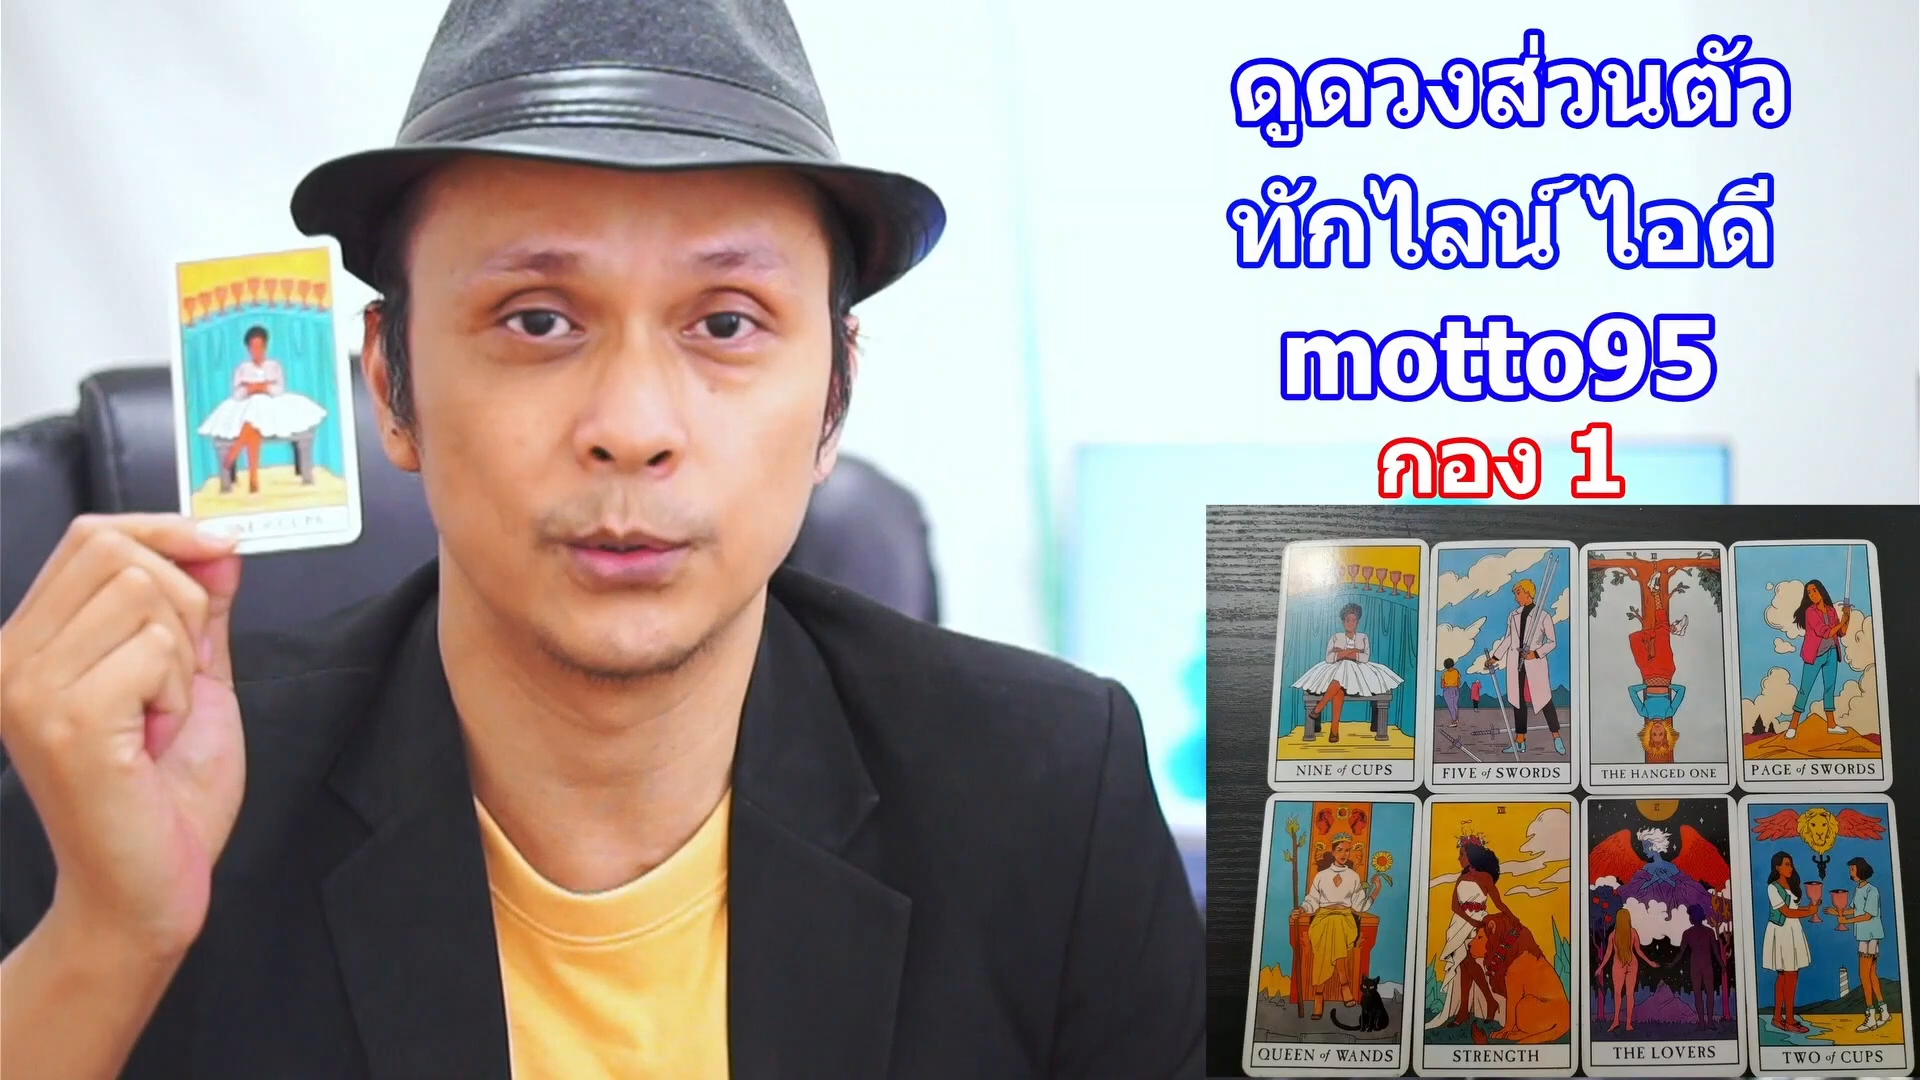 ดูดวงส่วนตัว
ทักไลน์ ไอดี
motto95
กอง 1
NINE of CUPS
FIVE of SWORDS
XII
THE HANGED ONE
PAGE of SWORDS
QUEEN of WANDS
STRENGTH
THE LOVERS
TWO of CUPS